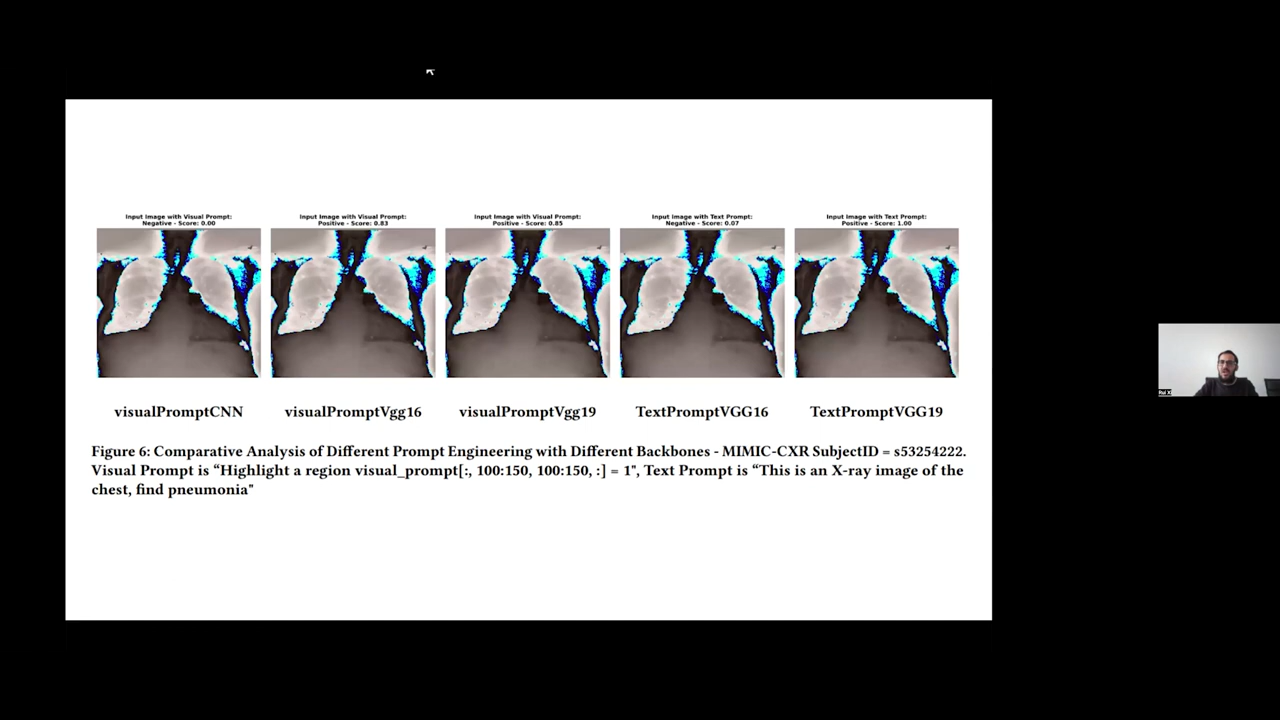 Input Image with Visual Prompt:
Negative - Score: 0.00
Input Image with Visual Prompt:
Positive - Score: 0.83
Input Image with Visual Prompt:
Positive - Score: 0.85
Input Image with Text Prompt:
Negative - Score: 0.07
Input Image with Text Prompt:
Positive - Score: 1.00
visualPromptCNN
visualPromptVgg16
visualPromptVgg19
TextPromptVGG16
TextPromptVGG19
Figure 6: Comparative Analysis of Different Prompt Engineering with Different Backbones - MIMIC-CXR SubjectID = s53254222.
Visual Prompt is “Highlight a region visual_prompt[:, 100:150, 100:150, :] = 1", Text Prompt is “This is an X-ray image of the
chest, find pneumonia"